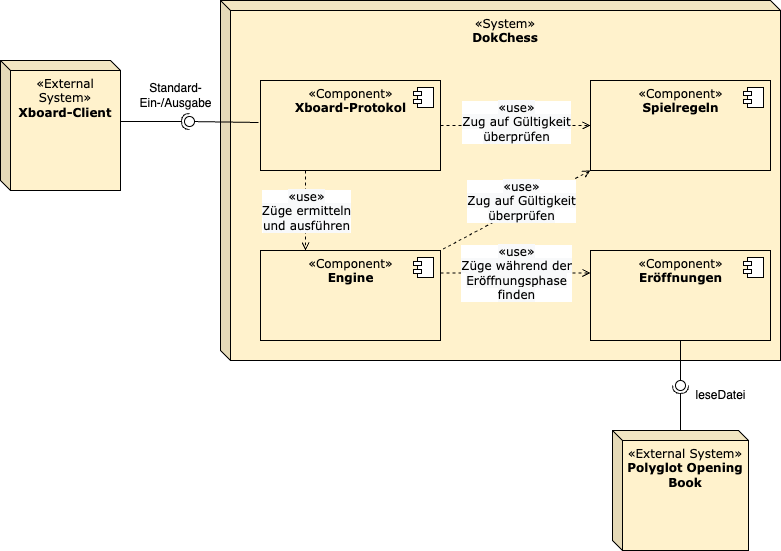 «System»
DokChess
«External
System»
Xboard-Client
Standard-
Ein-/Ausgabe
«Component»
Xboard-Protokol
«use»
Zug auf Gültigkeit
überprüfen
«Component»
Spielregeln
«use»
Züge ermitteln
und ausführen
«use»
Zug auf Gültigkeit
überprüfen
«Component»
Engine
«use»
Züge während der
Eröffnungsphase
finden
«Component»
Eröffnungen
leseDatei
«External System»
Polyglot Opening
Book